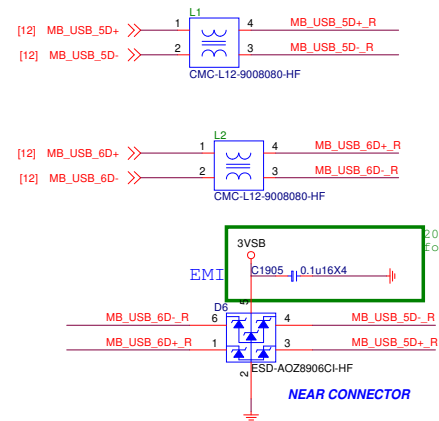 L1
[12] MB_USB_5D+ 1 4 MB_USB_5D+_R
[12] MB_USB_5D- 2 3 MB_USB_5D-_R
CMC-L12-9008080-HF
L2
[12] MB_USB_6D+ 1 4 MB_USB_6D+_R
[12] MB_USB_6D- 2 3 MB_USB_6D-_R
CMC-L12-9008080-HF
20
fo
3VSB
EMI C1905 0.1u16X4
D6 5
MB_USB_6D-_R 6 4 MB_USB_5D-_R
MB_USB_6D+_R 1 3 MB_USB_5D+_R
ESD-AOZ8906CI-HF
2
NEAR CONNECTOR